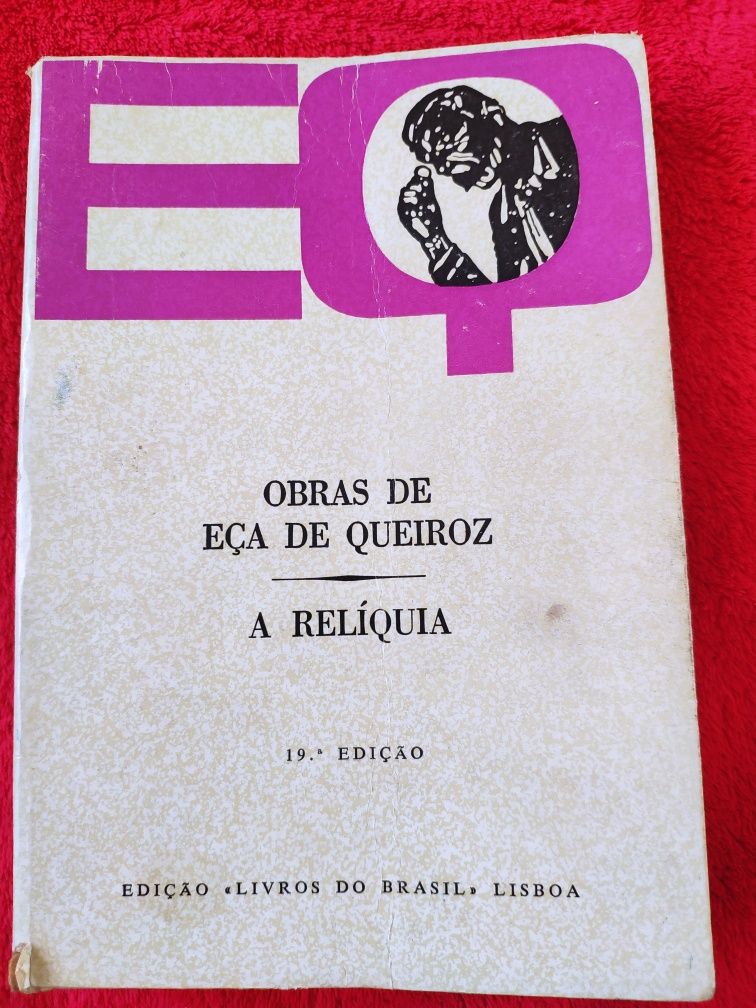 EQ
OBRAS DE
EÇA DE QUEIROZ
A RELÍQUIA
19.ª EDIÇÃO
EDIÇÃO «LIVROS DO BRASIL» LISBOA